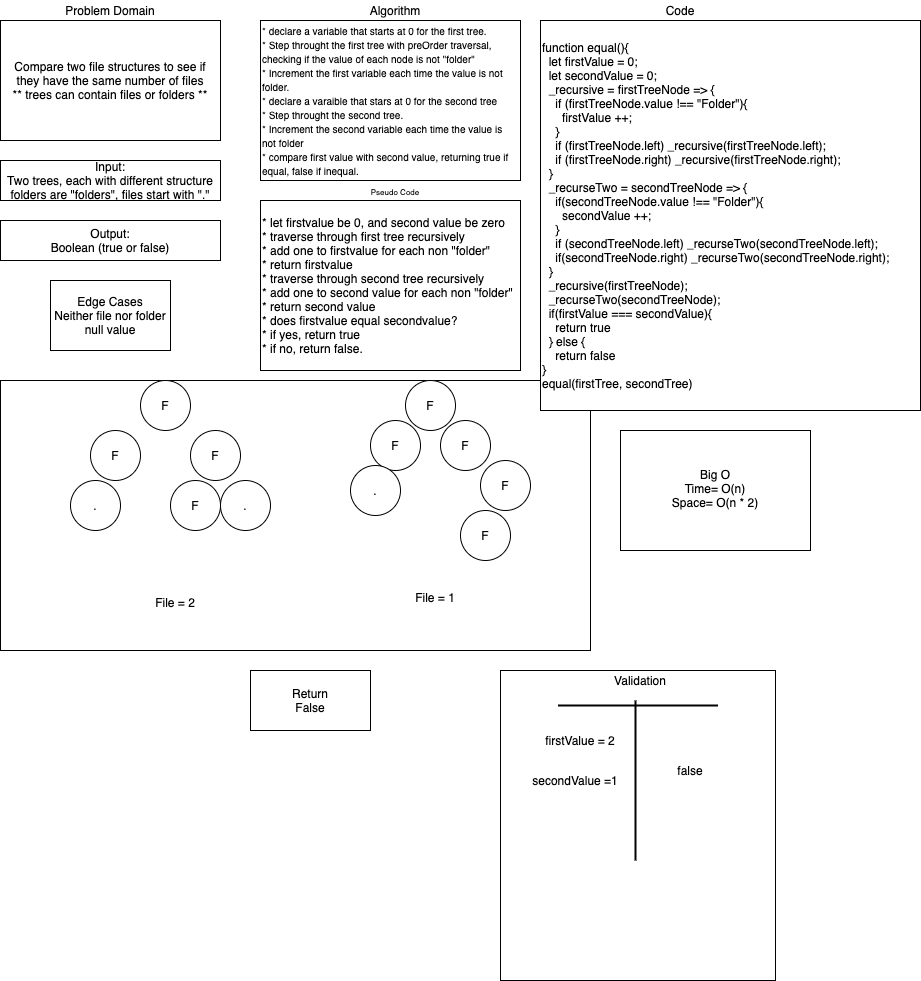 Problem Domain
Compare two file structures to see if
they have the same number of files
** trees can contain files or folders **
Input:
Two trees, each with different structure
folders are "folders", files start with "."
Output:
Boolean (true or false)
Edge Cases
Neither file nor folder
null value
Algorithm
* declare a variable that starts at 0 for the first tree.
* Step throught the first tree with preOrder traversal,
checking if the value of each node is not "folder"
* Increment the first variable each time the value is not
folder.
* declare a varaible that stars at 0 for the second tree
* Step throught the second tree.
* Increment the second variable each time the value is
not folder
* compare first value with second value, returning true if
equal, false if inequal.
Pseudo Code
* let firstvalue be 0, and second value be zero
* traverse through first tree recursively
* add one to firstvalue for each non "folder"
* return firstvalue
* traverse through second tree recursively
* add one to second value for each non "folder"
* return second value
* does firstvalue equal secondvalue?
* if yes, return true
* if no, return false.
Code
function equal(){
let firstValue = 0;
let secondValue = 0;
_recursive = firstTreeNode => {
if (firstTreeNode.value !== "Folder"){
firstValue ++;
}
if (firstTreeNode.left) _recursive(firstTreeNode.left);
if (firstTreeNode.right) _recursive(firstTreeNode.right);
}
_recurseTwo = secondTreeNode => {
if(secondTreeNode.value !== "Folder"){
secondValue ++;
}
if (secondTreeNode.left) _recurseTwo(secondTreeNode.left);
if(secondTreeNode.right) _recurseTwo(secondTreeNode.right);
}
_recursive(firstTreeNode);
_recurseTwo(secondTreeNode);
if(firstValue === secondValue){
return true
} else {
return false
}
equal(firstTree, secondTree)
F
F
F
.
F
.
File = 2
F
F
F
.
F
F
File = 1
Big O
Time= O(n)
Space= O(n * 2)
Return
False
Validation
firstValue = 2
secondValue =1
false